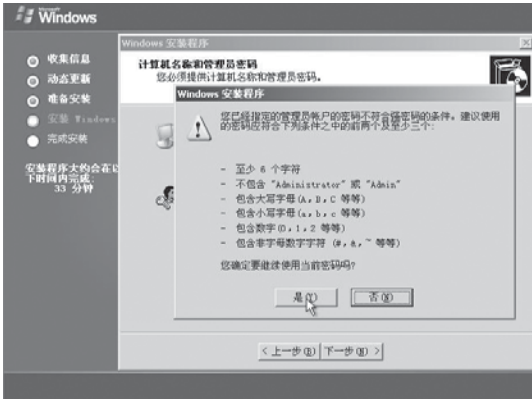 Microsoft
Windows
收集信息
动态更新
准备安装
安装 Windows
完成安装
安装程序大约会在以
下时间内完成:
33 分钟
Windows 安装程序
计算机名称和管理员密码
您必须提供计算机名称和管理员密码。
Windows 安装程序
您已经指定的管理员帐户的密码不符合强密码的条件。建议使用
的密码应符合下列条件之中的前两个及至少三个:
- 至少 6 个字符
- 不包含 "Administrator" 或 "Admin"
- 包含大写字母(A, B, C 等等)
- 包含小写字母(a, b, c 等等)
- 包含数字(0, 1, 2 等等)
- 包含非字母数字字符 (#, &, ~ 等等)
您确定要继续使用当前密码吗?
是(Y)
否(N)
< 上一步(B)
下一步(N) >